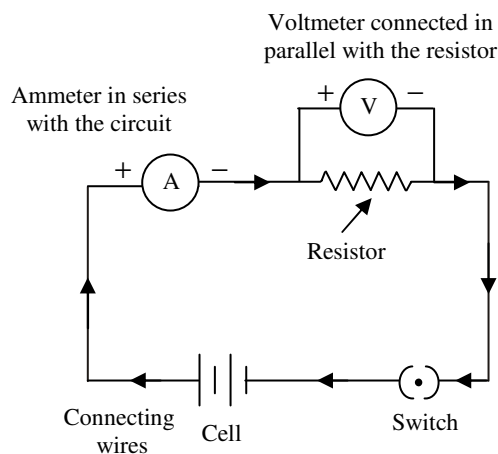 Voltmeter connected in
parallel with the resistor
Ammeter in series
with the circuit
+ V −
+ A −
Resistor
Connecting
wires
Cell
Switch